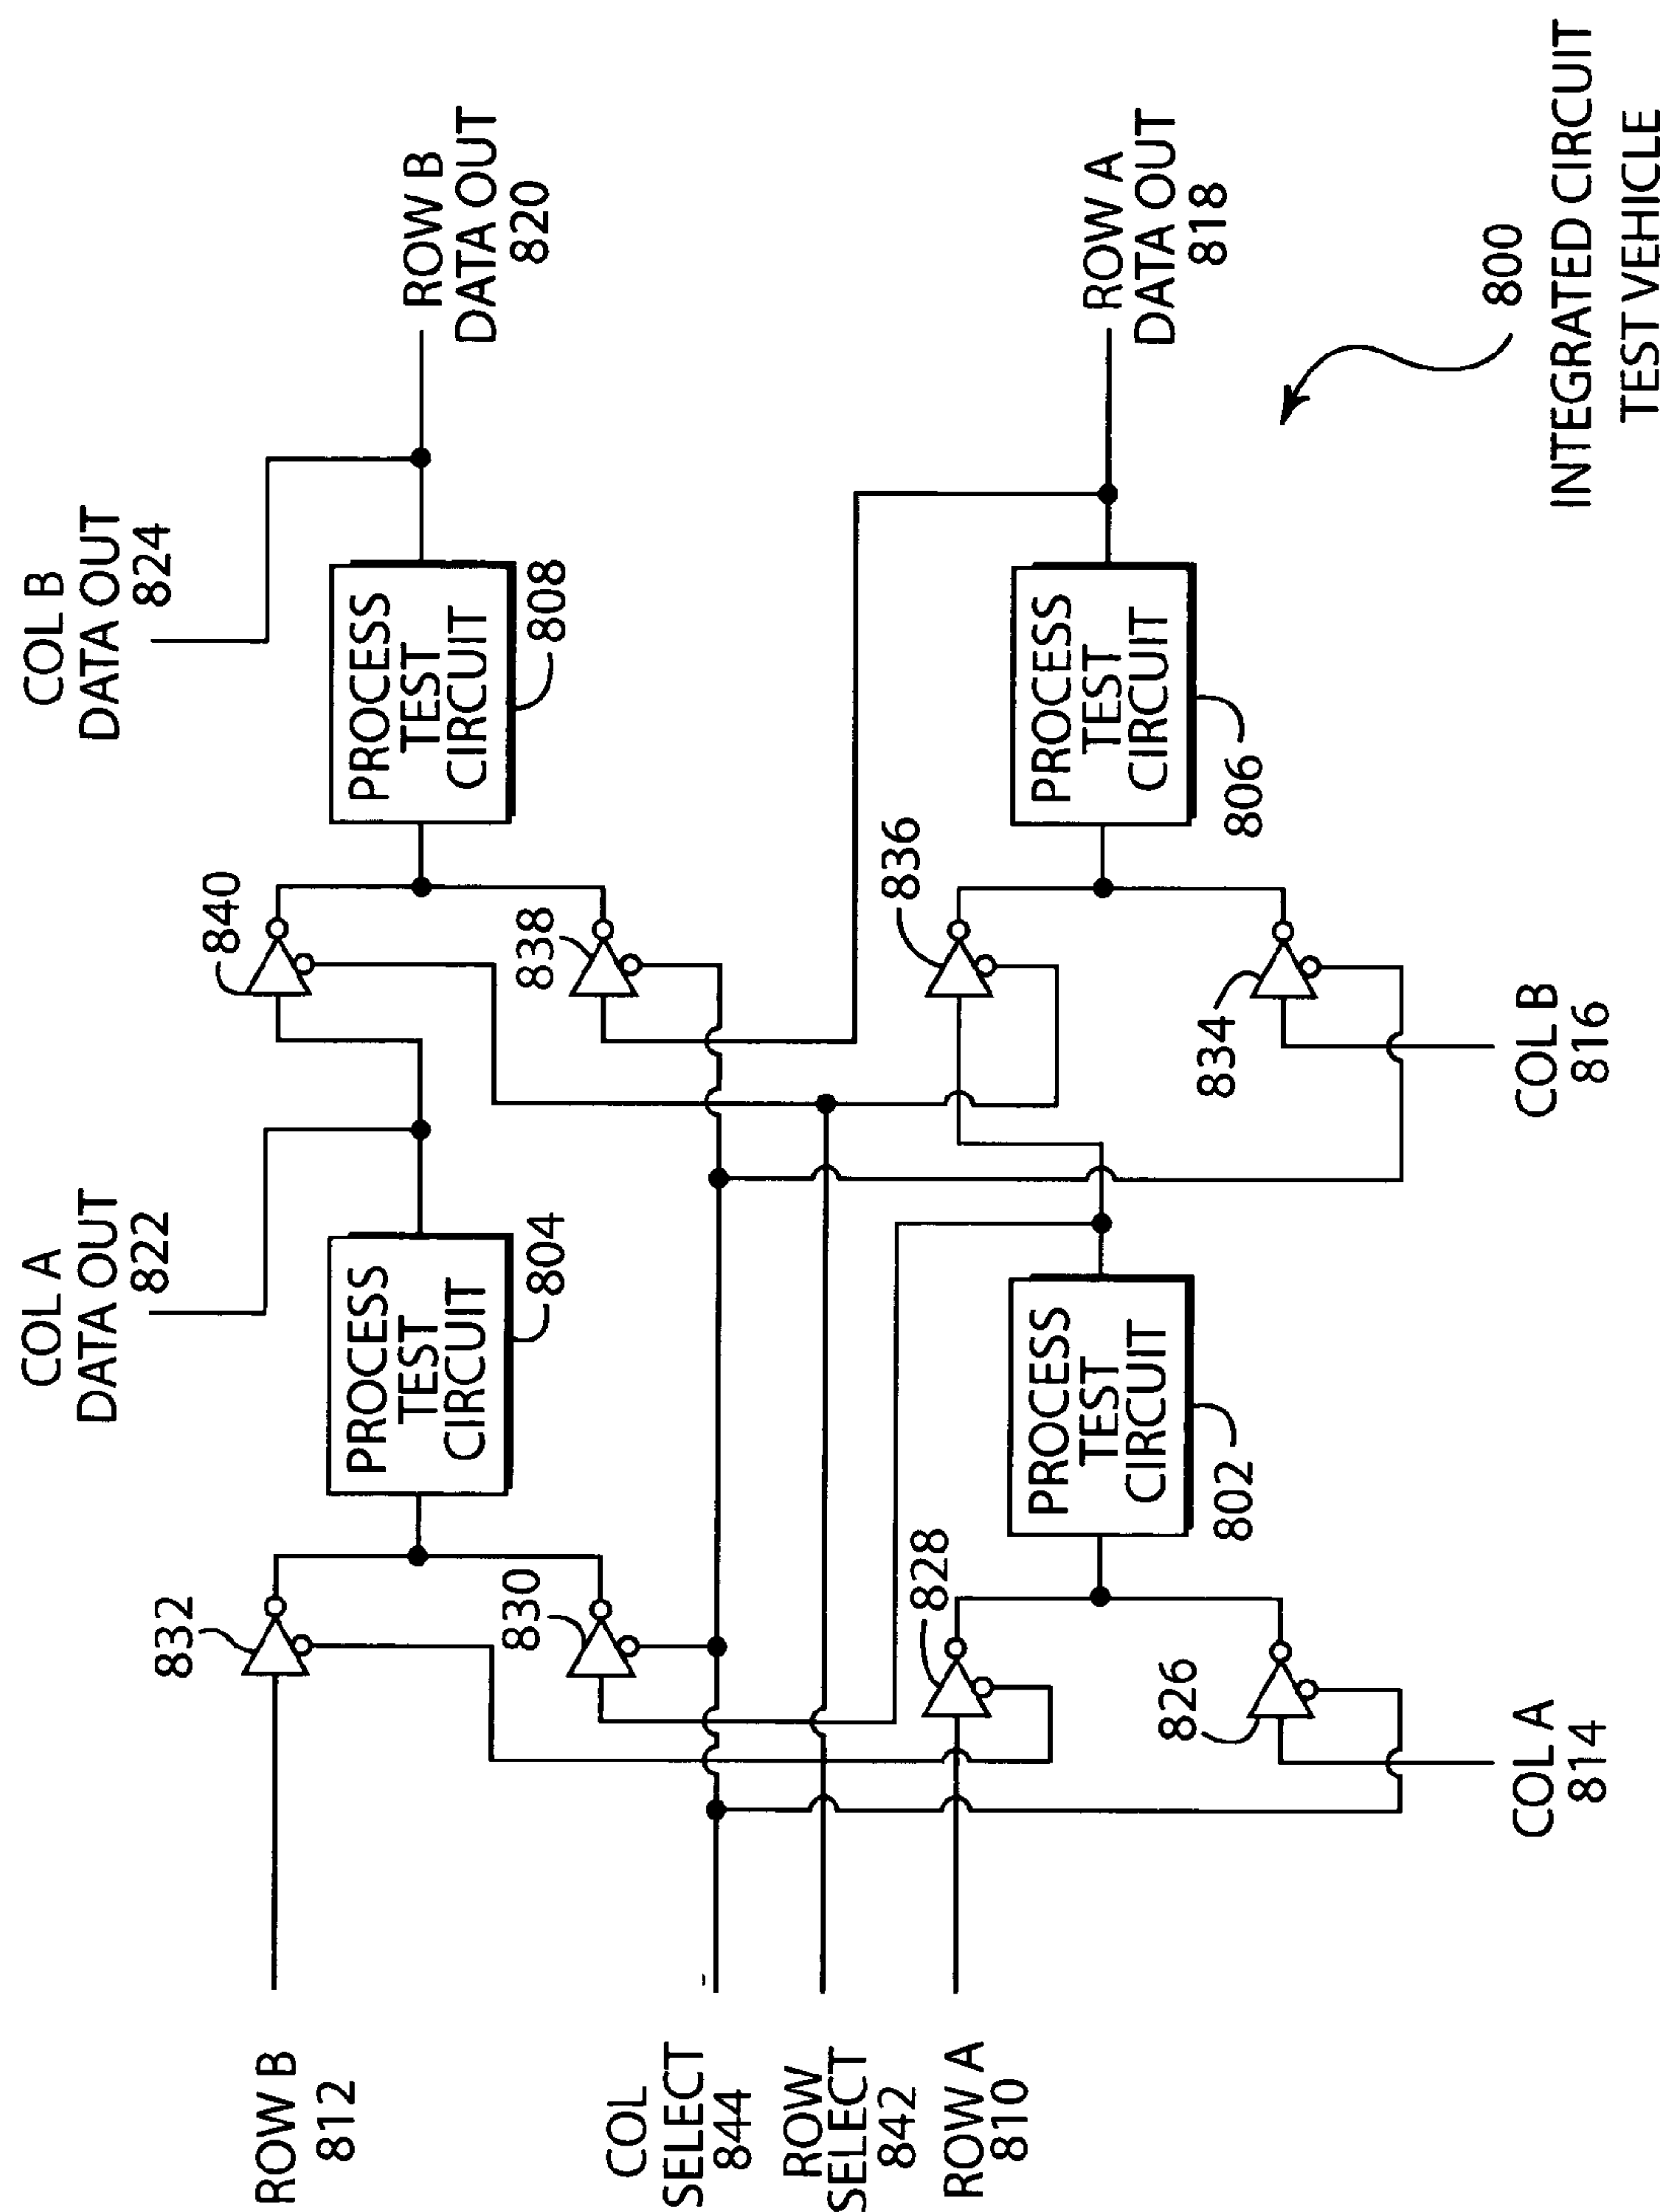 COL A
DATA OUT
822
COL B
DATA OUT
824
ROW B
812
832
840
PROCESS
TEST
CIRCUIT
804
PROCESS
TEST
CIRCUIT
808
ROW B
DATA OUT
820
830
838
COL
SELECT
844
ROW
SELECT
842
ROW A
810
828
836
PROCESS
TEST
CIRCUIT
802
PROCESS
TEST
CIRCUIT
806
ROW A
DATA OUT
818
826
834
COL A
814
COL B
816
800
INTEGRATED CIRCUIT
TEST VEHICLE